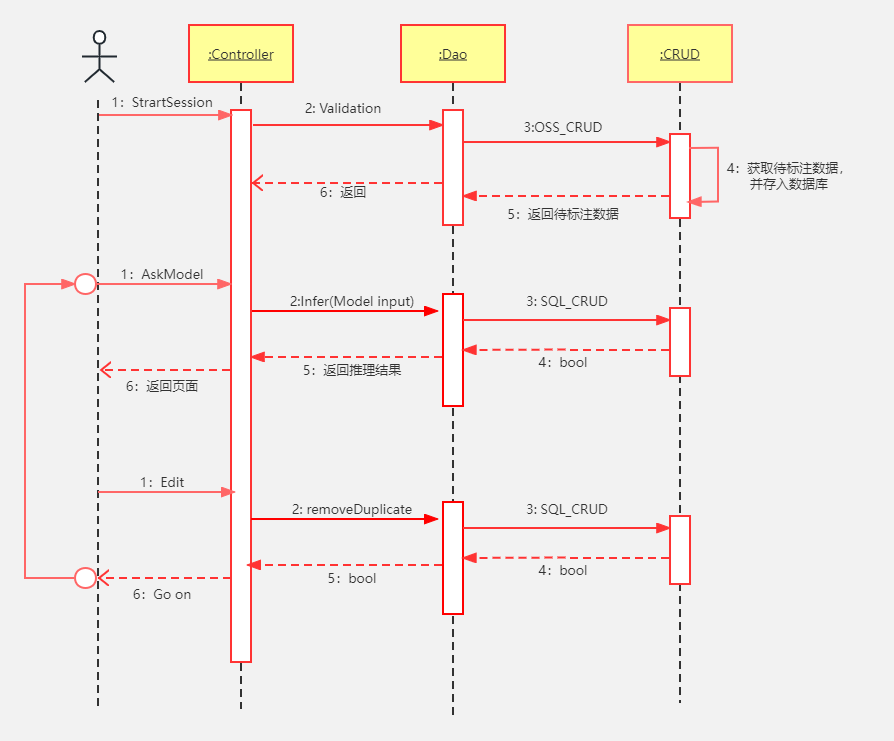 :Controller
:Dao
:CRUD
1：StrartSession
2: Validation
3:OSS_CRUD
4：获取待标注数据，
并存入数据库
6：返回
5：返回待标注数据
1：AskModel
2:Infer(Model input)
3: SQL_CRUD
4：bool
5：返回推理结果
6：返回页面
1：Edit
2: removeDuplicate
3: SQL_CRUD
4：bool
5：bool
6：Go on